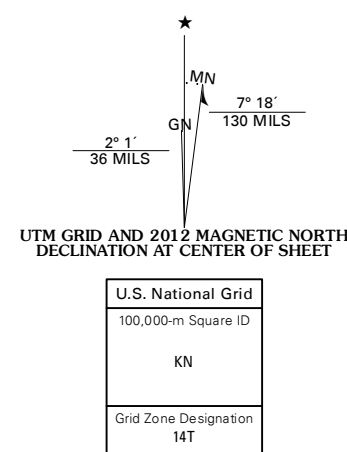 ★
MN
GN
7° 18´
130 MILS
2° 1´
36 MILS
UTM GRID AND 2012 MAGNETIC NORTH
DECLINATION AT CENTER OF SHEET
U.S. National Grid
100,000-m Square ID
KN
Grid Zone Designation
14T